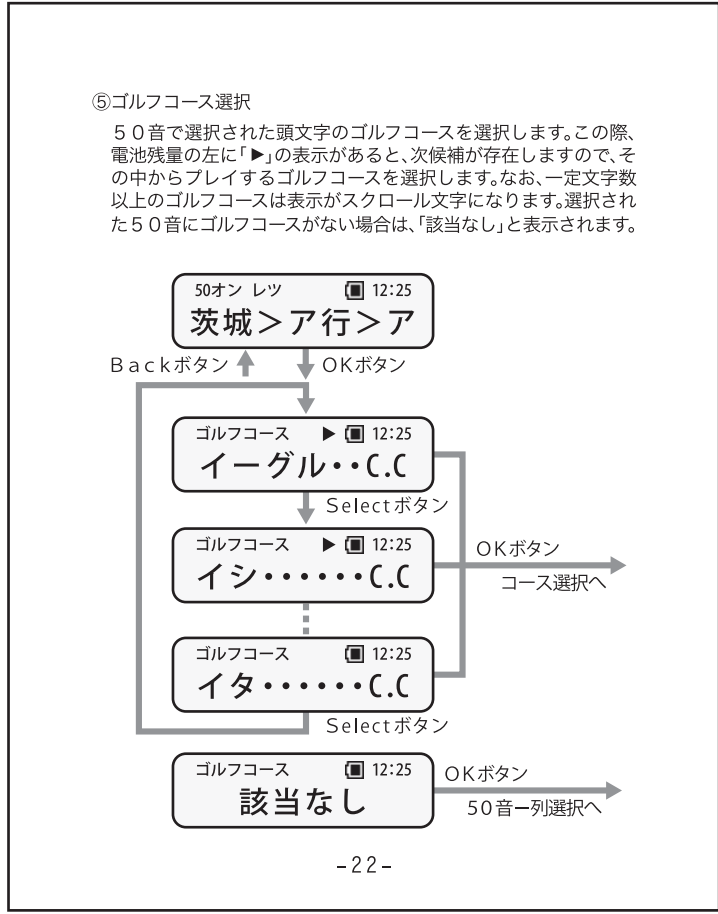 ⑤ゴルフコース選択
５０音で選択された頭文字のゴルフコースを選択します。この際、
電池残量の左に「▶」の表示があると、次候補が存在しますので、そ
の中からプレイするゴルフコースを選択します。なお、一定文字数
以上のゴルフコースは表示がスクロール文字になります。選択され
た５０音にゴルフコースがない場合は、「該当なし」と表示されます。
50オン レツ 12:25
茨城＞ア行＞ア
Backボタン OKボタン
ゴルフコース ▶ 12:25
イーグル・・C.C
Selectボタン
ゴルフコース ▶ 12:25
イシ・・・・・・C.C
OKボタン
コース選択へ
ゴルフコース 12:25
イタ・・・・・・C.C
Selectボタン
ゴルフコース 12:25
該当なし
OKボタン
50音ー列選択へ
-22-